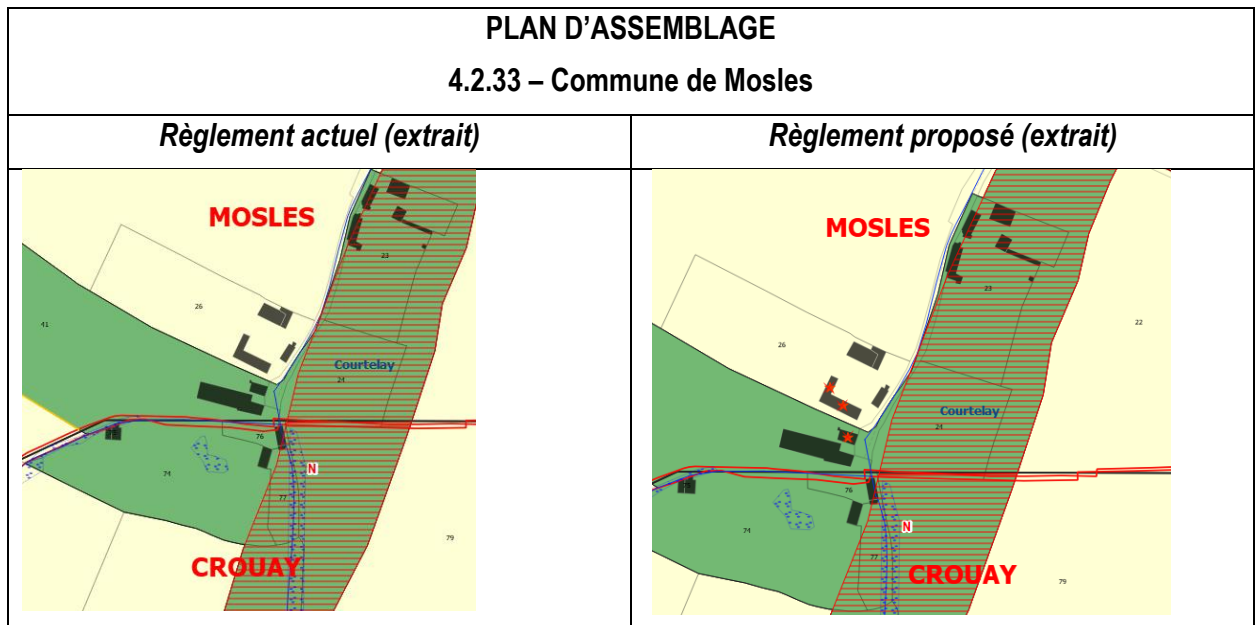 PLAN D'ASSEMBLAGE
4.2.33 – Commune de Mosles
Règlement actuel (extrait)
Règlement proposé (extrait)
MOSLES
23
26
41
Courtelay
24
76
74
N
77
79
CROUAY
MOSLES
23
22
26
Courtelay
24
76
74
N
77
79
CROUAY